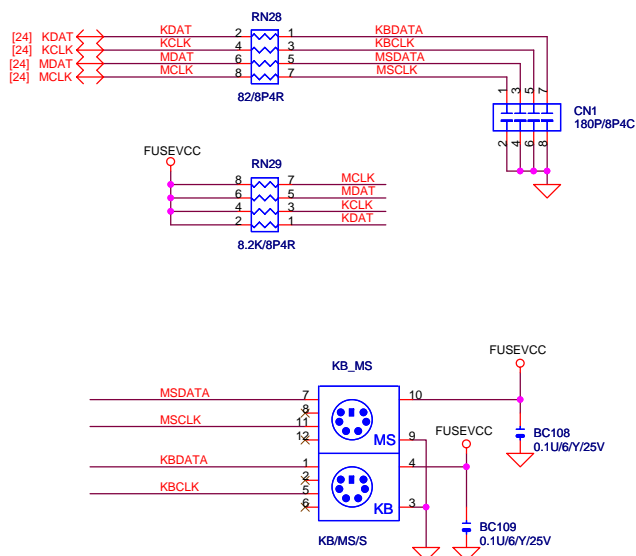 RN28
[24] KDAT KDAT 2 1 KBDATA
[24] KCLK KCLK 4 3 KBCLK
[24] MDAT MDAT 6 5 MSDATA
[24] MCLK MCLK 8 7 MSCLK
82/8P4R
1 3 5 7
CN1
180P/8P4C
2 4 6 8
FUSEVCC
RN29
8 7 MCLK
6 5 MDAT
4 3 KCLK
2 1 KDAT
8.2K/8P4R
FUSEVCC
KB_MS
MSDATA 7 10
8
MSCLK 11
12 MS 9
FUSEVCC
BC108
0.1U/6/Y/25V
KBDATA 1 4
2
KBCLK 5
6 KB 3
KB/MS/S
BC109
0.1U/6/Y/25V